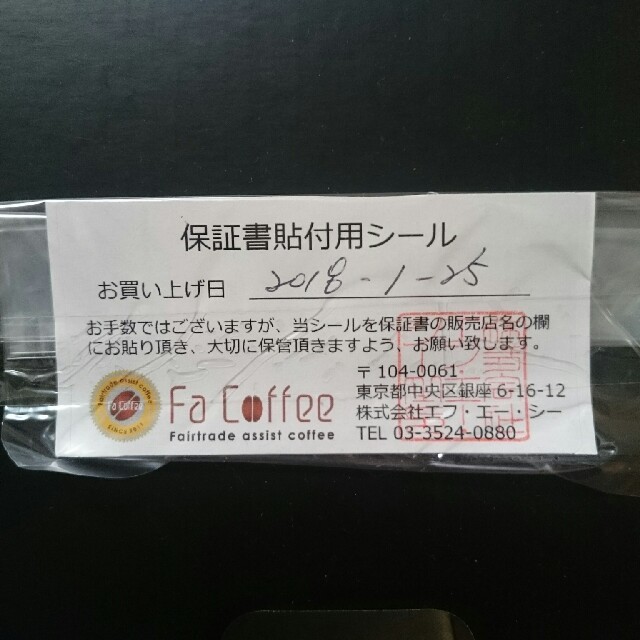 保証書貼付用シール
お買い上げ日 2018-1-25
お手数ではございますが、当シールを保証書の販売店名の欄
にお貼り頂き、大切に保管頂きますよう、お願い致します。
Fa Coffee
Fairtrade assist coffee
Fa Coffee
〒104-0061
東京都中央区銀座6-16-12
株式会社エフ・エー・シー
TEL 03-3524-0880